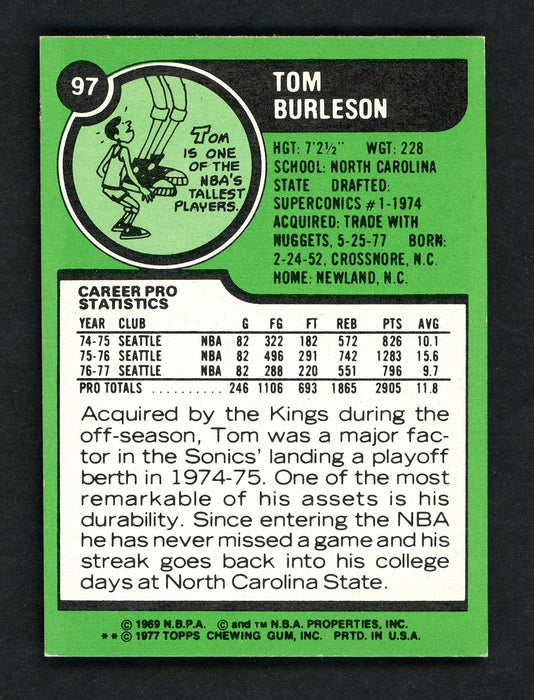 97
TOM
BURLESON
TOM
IS ONE
OF THE
NBA'S
TALLEST
PLAYERS.
HGT: 7'2½" WGT: 228
SCHOOL: NORTH CAROLINA
STATE DRAFTED:
SUPERCONICS #1-1974
ACQUIRED: TRADE WITH
NUGGETS, 5-25-77 BORN:
2-24-52, CROSSNORE, N.C.
HOME: NEWLAND, N.C.
CAREER PRO
STATISTICS
YEAR CLUB G FG FT REB PTS AVG
74-75 SEATTLE NBA 82 322 182 572 826 10.1
75-76 SEATTLE NBA 82 496 291 742 1283 15.6
76-77 SEATTLE NBA 82 288 220 551 796 9.7
PRO TOTALS .......... 246 1106 693 1865 2905 11.8
Acquired by the Kings during the
off-season, Tom was a major fac-
tor in the Sonics' landing a playoff
berth in 1974-75. One of the most
remarkable of his assets is his
durability. Since entering the NBA
he has never missed a game and his
streak goes back into his college
days at North Carolina State.
© 1969 N.B.P.A. © and TM N.B.A. PROPERTIES, INC.
**© 1977 TOPPS CHEWING GUM, INC. PRTD. IN U.S.A.